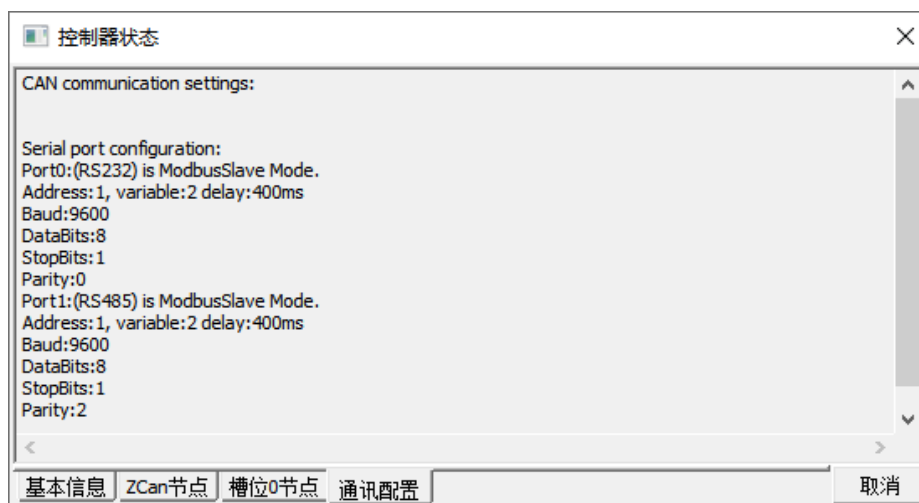 控制器状态
CAN communication settings:
Serial port configuration:
Port0:(RS232) is ModbusSlave Mode.
Address:1, variable:2 delay:400ms
Baud:9600
DataBits:8
StopBits:1
Parity:0
Port1:(RS485) is ModbusSlave Mode.
Address:1, variable:2 delay:400ms
Baud:9600
DataBits:8
StopBits:1
Parity:2
基本信息 ZCan节点 槽位0节点 通讯配置 取消